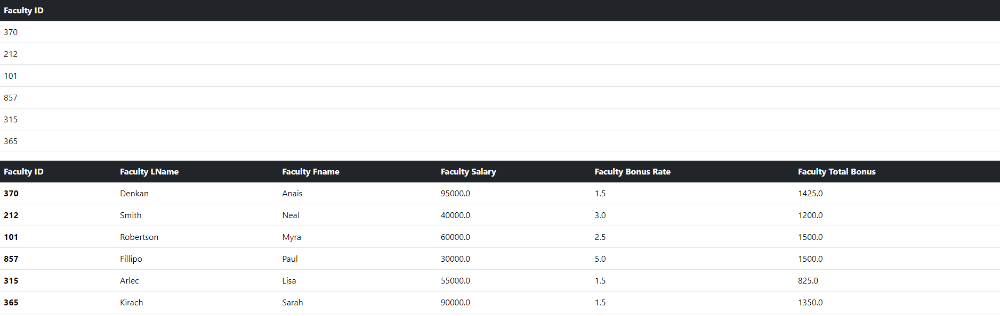 Faculty ID
370
212
101
857
315
365
Faculty ID Faculty LName Faculty Fname Faculty Salary Faculty Bonus Rate Faculty Total Bonus
370 Denkan Anais 95000.0 1.5 1425.0
212 Smith Neal 40000.0 3.0 1200.0
101 Robertson Myra 60000.0 2.5 1500.0
857 Fillipo Paul 30000.0 5.0 1500.0
315 Arlec Lisa 55000.0 1.5 825.0
365 Kirach Sarah 90000.0 1.5 1350.0